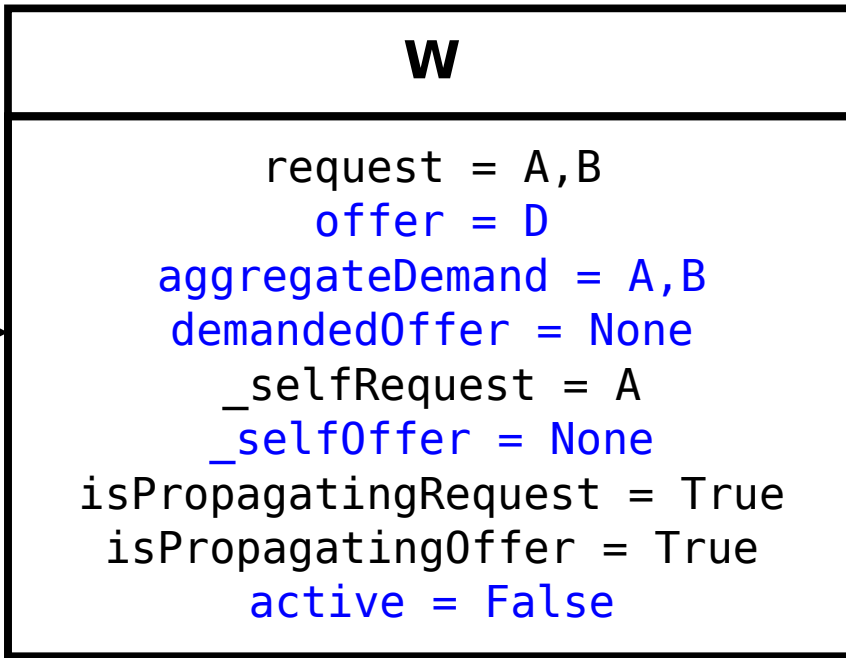 W
request = A,B
offer = D
aggregateDemand = A,B
demandedOffer = None
_selfRequest = A
_selfOffer = None
isPropagatingRequest = True
isPropagatingOffer = True
active = False